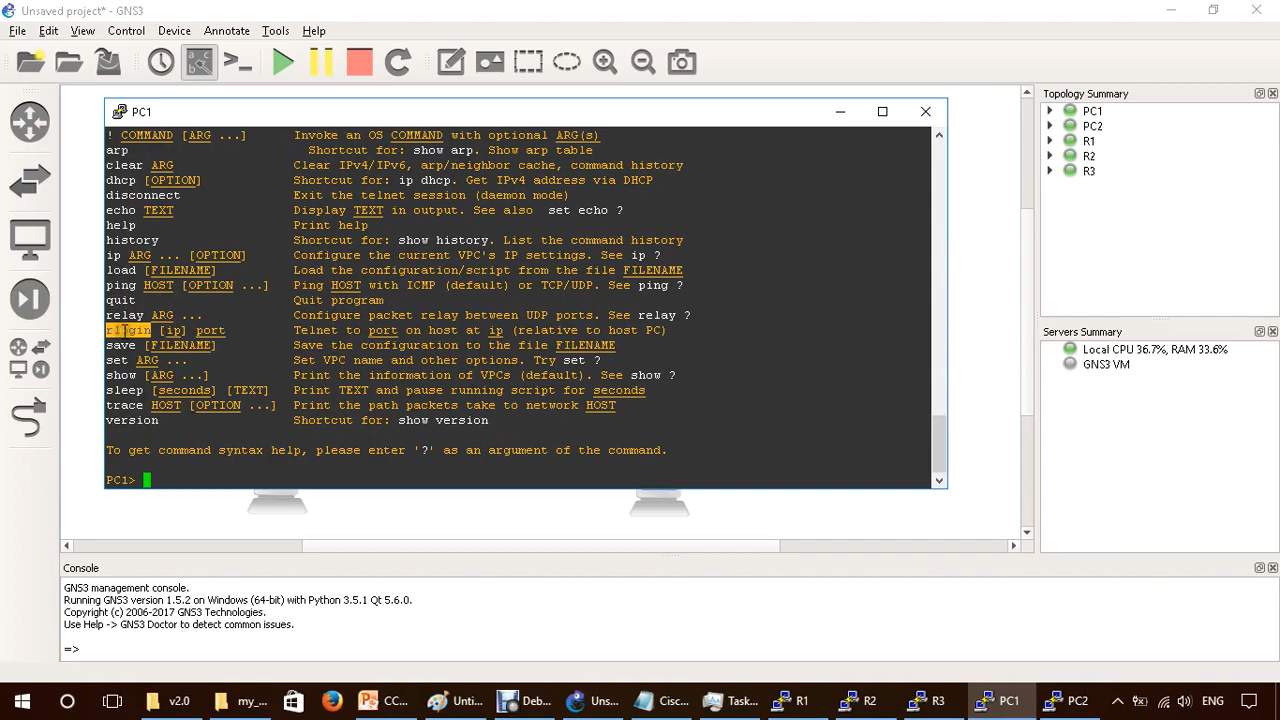 Unsaved project* - GNS3
File Edit View Control Device Annotate Tools Help
PC1
! COMMAND [ARG ...] Invoke an OS COMMAND with optional ARG(s)
arp Shortcut for: show arp. Show arp table
clear ARG Clear IPv4/IPv6, arp/neighbor cache, command history
dhcp [OPTION] Shortcut for: ip dhcp. Get IPv4 address via DHCP
disconnect Exit the telnet session (daemon mode)
echo TEXT Display TEXT in output. See also set echo ?
help Print help
history Shortcut for: show history. List the command history
ip ARG ... [OPTION] Configure the current VPC's IP settings. See ip ?
load [FILENAME] Load the configuration/script from the file FILENAME
ping HOST [OPTION ...] Ping HOST with ICMP (default) or TCP/UDP. See ping ?
quit Quit program
relay ARG ... Configure packet relay between UDP ports. See relay ?
rlogin [ip] port Telnet to port on host at ip (relative to host PC)
save [FILENAME] Save the configuration to the file FILENAME
set ARG ... Set VPC name and other options. Try set ?
show [ARG ...] Print the information of VPCs (default). See show ?
sleep [seconds] [TEXT] Print TEXT and pause running script for seconds
trace HOST [OPTION ...] Print the path packets take to network HOST
version Shortcut for: show version
To get command syntax help, please enter '?' as an argument of the command.
PC1>
Topology Summary
PC1
PC2
R1
R2
R3
Servers Summary
Local CPU 36.7%, RAM 33.6%
GNS3 VM
Console
GNS3 management console.
Running GNS3 version 1.5.2 on Windows (64-bit) with Python 3.5.1 Qt 5.6.0.
Copyright (c) 2006-2017 GNS3 Technologies.
Use Help -> GNS3 Doctor to detect common issues.
=>
v2.0 my_... CC... Unti... Deb... Uns... Cisc... Task... R1 R2 R3 PC1 PC2 ENG